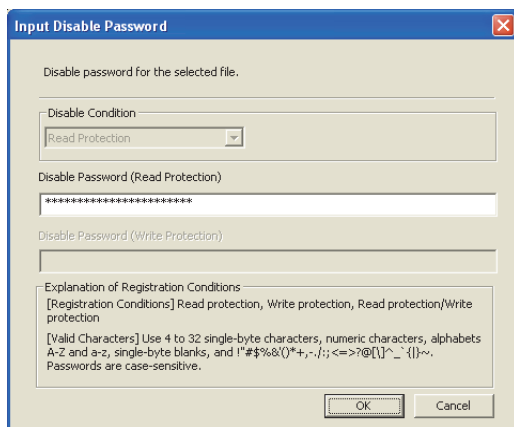 Input Disable Password
Disable password for the selected file.
Disable Condition
Read Protection
Disable Password (Read Protection)
***********************
Disable Password (Write Protection)
Explanation of Registration Conditions
[Registration Conditions] Read protection, Write protection, Read protection/Write
protection
[Valid Characters] Use 4 to 32 single-byte characters, numeric characters, alphabets
A-Z and a-z, single-byte blanks, and !"#$%&'()*+,-./:;<=>?@[\]^_`{|}~.
Passwords are case-sensitive.
OK
Cancel